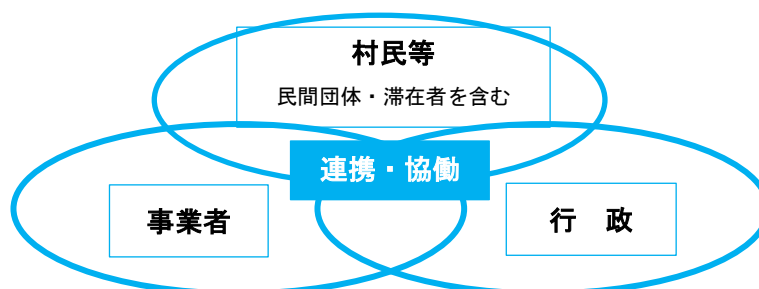 村民等
民間団体・滞在者を含む
連携・協働
事業者
行　政